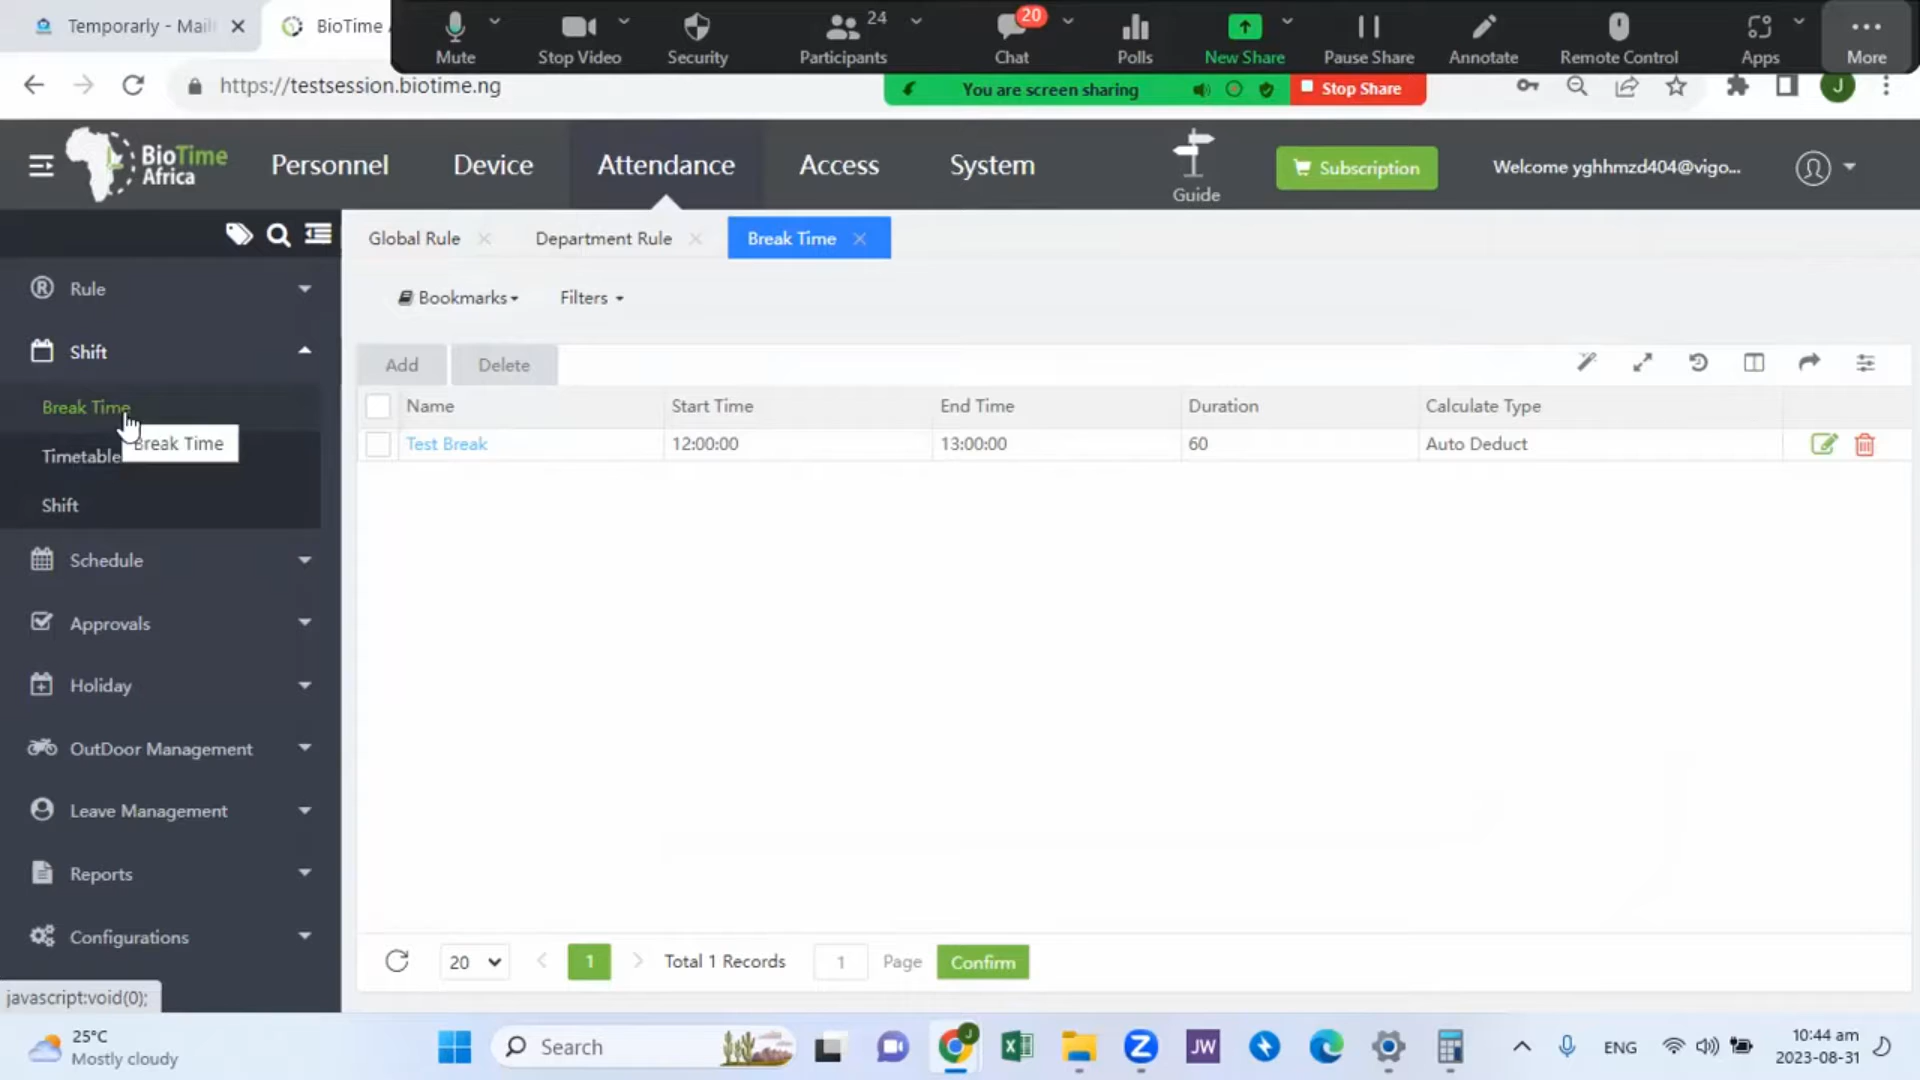 Temporarly - Mail
BioTime
Mute
Stop Video
Security
24
Participants
20
Chat
Polls
New Share
Pause Share
Annotate
Remote Control
Apps
More
https://testsession.biotime.ng
You are screen sharing
Stop Share
J
BioTime
Africa
Personnel
Device
Attendance
Access
System
Guide
Subscription
Welcome yghhmzd404@vigo...
Global Rule
Department Rule
Break Time
Rule
Bookmarks
Filters
Shift
Add
Delete
Break Time
Name
Start Time
End Time
Duration
Calculate Type
Break Time
Test Break
12:00:00
13:00:00
60
Auto Deduct
Timetable
Shift
Schedule
Approvals
Holiday
OutDoor Management
Leave Management
Reports
Configurations
20
1
Total 1 Records
1
Page
Confirm
javascript:void(0);
25°C
Mostly cloudy
Search
J
JW
ENG
10:44 am
2023-08-31